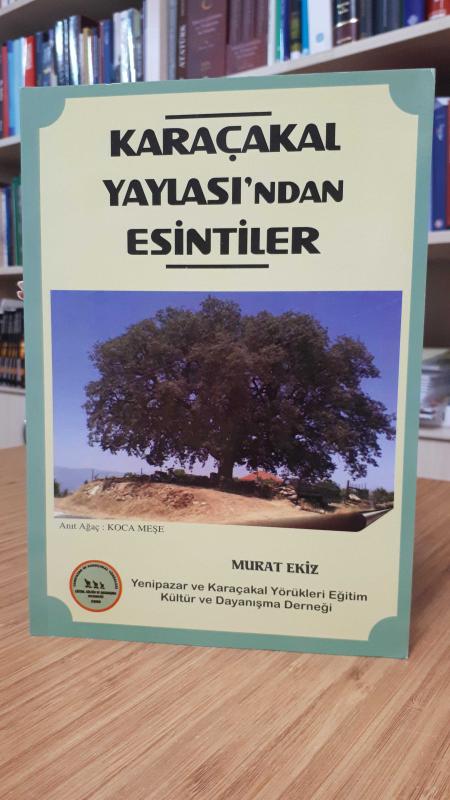 KARAÇAKAL
YAYLASI'NDAN
ESİNTİLER
Anıt Ağaç : KOCA MEŞE
MURAT EKİZ
Yenipazar ve Karaçakal Yörükleri Eğitim
Kültür ve Dayanışma Derneği
ATATÜRK